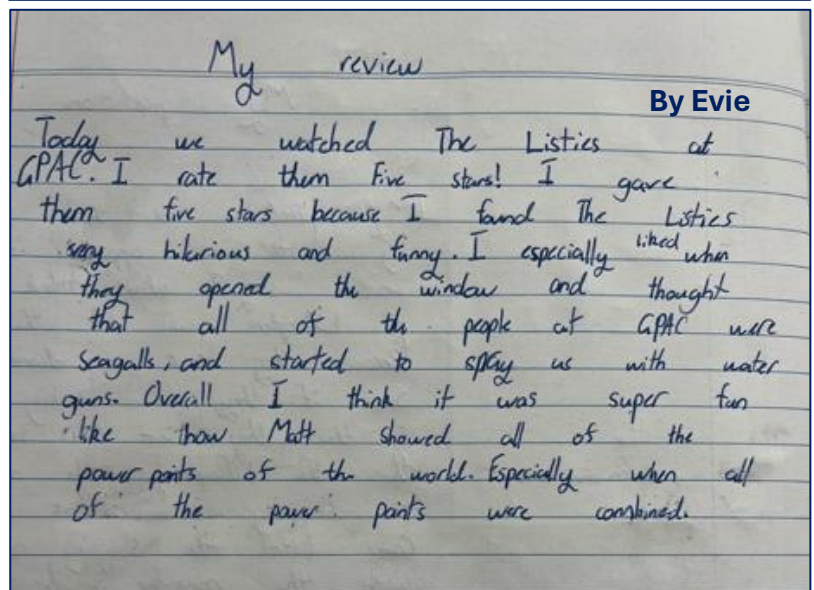 My review
By Evie
Today we watched The Listies at
GPAC. I rate them Five stars! I gave
them five stars because I found The Listies
very hilarious and funny. I especially liked when
they opened the window and thought
that all of the people at GPAC were
Seagalls, and started to spray us with water
guns. Overall I think it was super fun
like how Matt showed all of the
power points of the world. Especially when all
of the power points were combined.